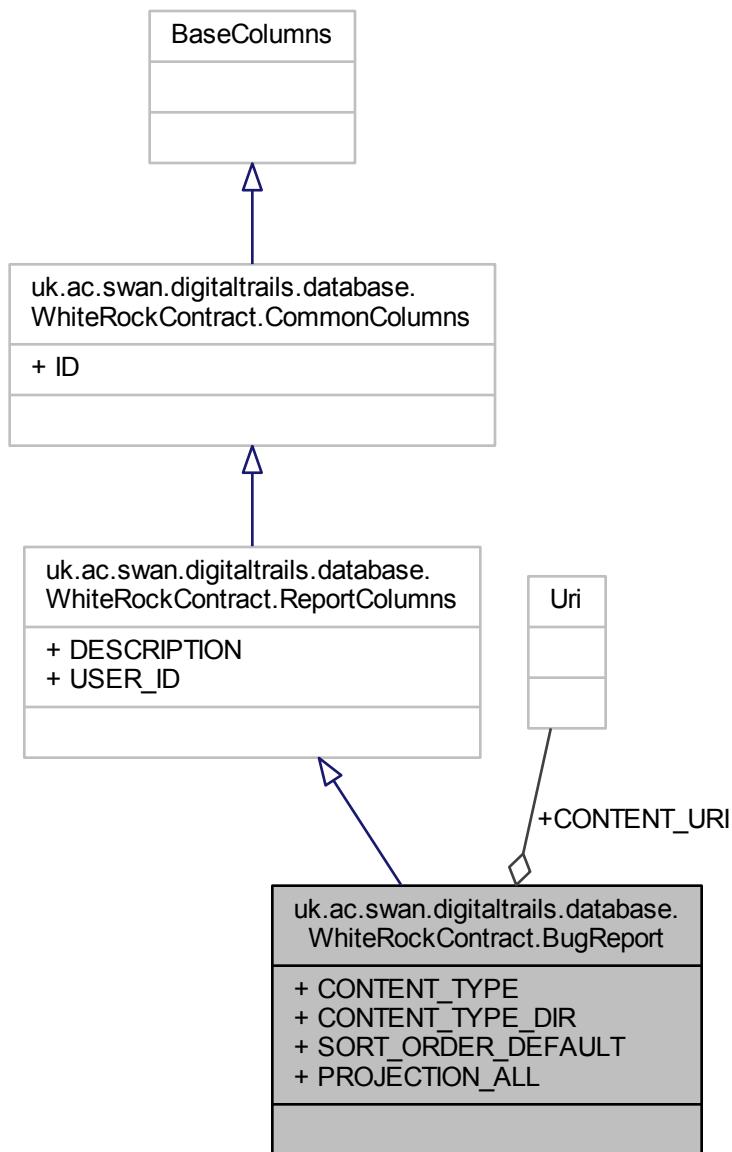 BaseColumns
uk.ac.swan.digitaltrails.database.
WhiteRockContract.CommonColumns
+ ID
uk.ac.swan.digitaltrails.database.
WhiteRockContract.ReportColumns
+ DESCRIPTION
+ USER_ID
Uri
+CONTENT_URI
uk.ac.swan.digitaltrails.database.
WhiteRockContract.BugReport
+ CONTENT_TYPE
+ CONTENT_TYPE_DIR
+ SORT_ORDER_DEFAULT
+ PROJECTION_ALL